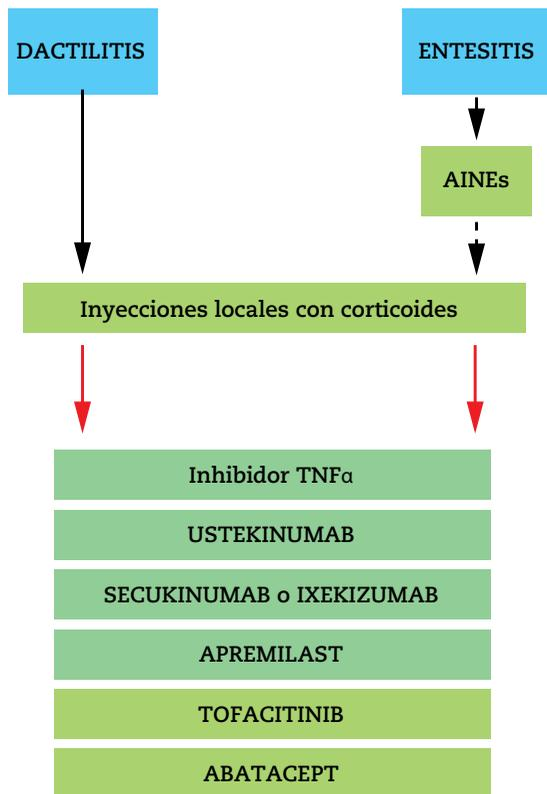 DACTILITIS
ENTESITIS
AINEs
Inyecciones locales con corticoides
Inhibidor TNFα
USTEKINUMAB
SECUKINUMAB o IXEKIZUMAB
APREMILAST
TOFACITINIB
ABATACEPT